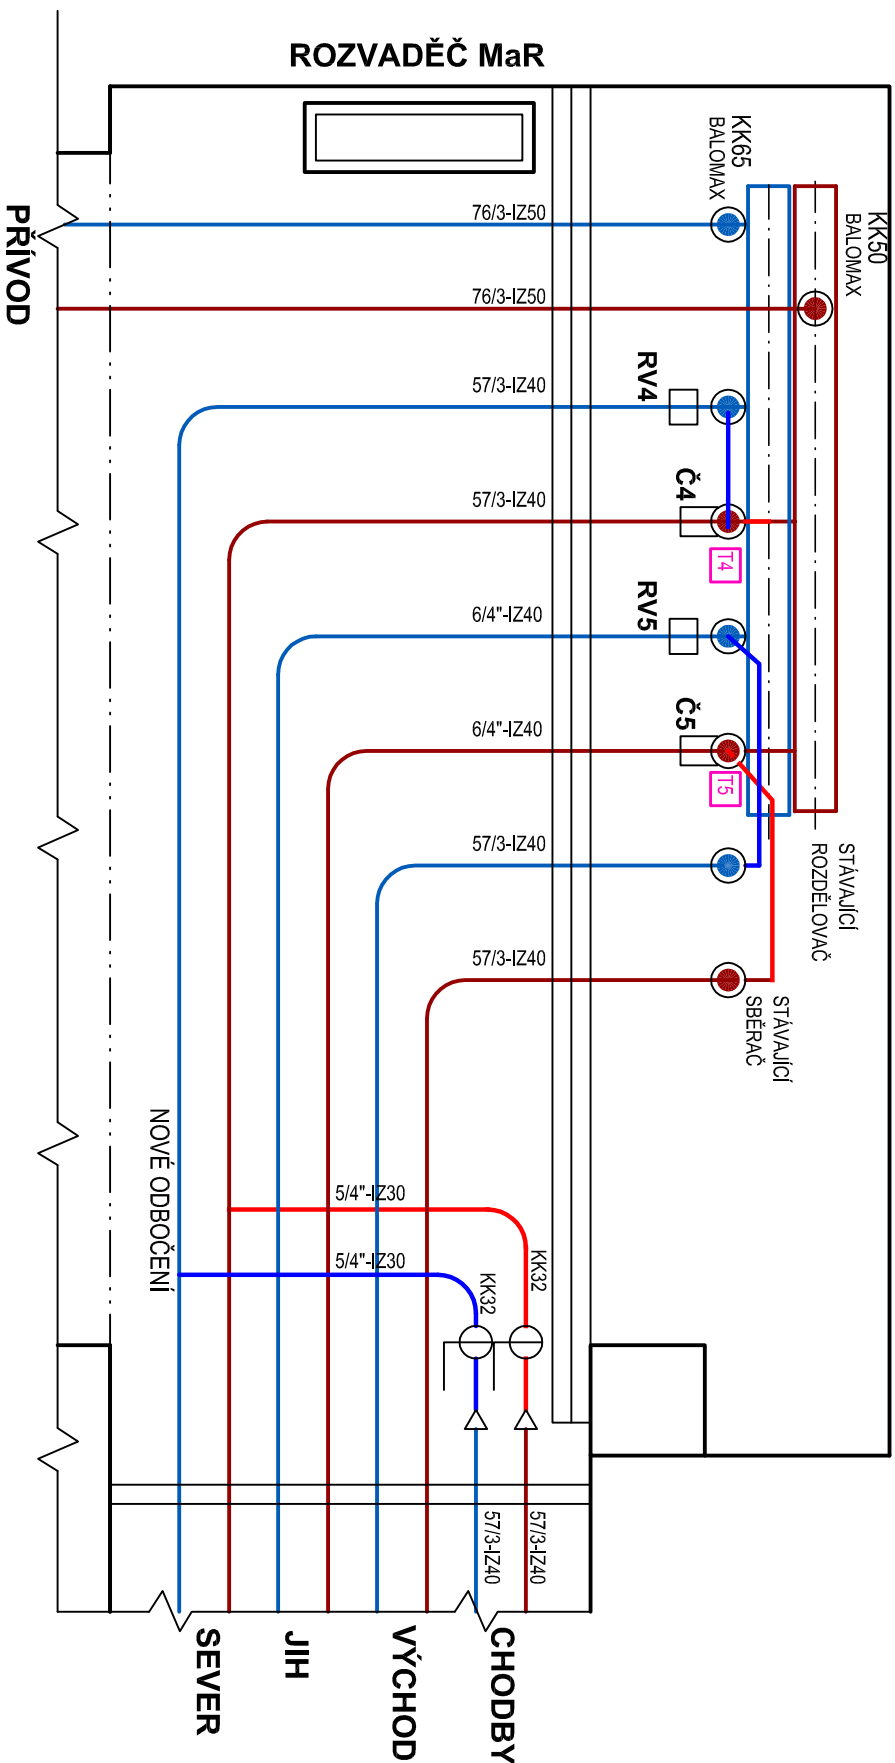 ROZVADĚČ MaR
KK65
BALOMAX
KK50
BALOMAX
PŘÍVOD
76/3-IZ50
76/3-IZ50
RV4
57/3-IZ40
Č4
57/3-IZ40
T4
RV5
6/4"-IZ40
Č5
6/4"-IZ40
T5
57/3-IZ40
STÁVAJÍCÍ
ROZDĚLOVAČ
57/3-IZ40
STÁVAJÍCÍ
SBĚRAČ
NOVÉ ODBOČENÍ
5/4"-IZ30
5/4"-IZ30
KK32
KK32
57/3-IZ40
57/3-IZ40
SEVER
JIH
VÝCHOD
CHODBY